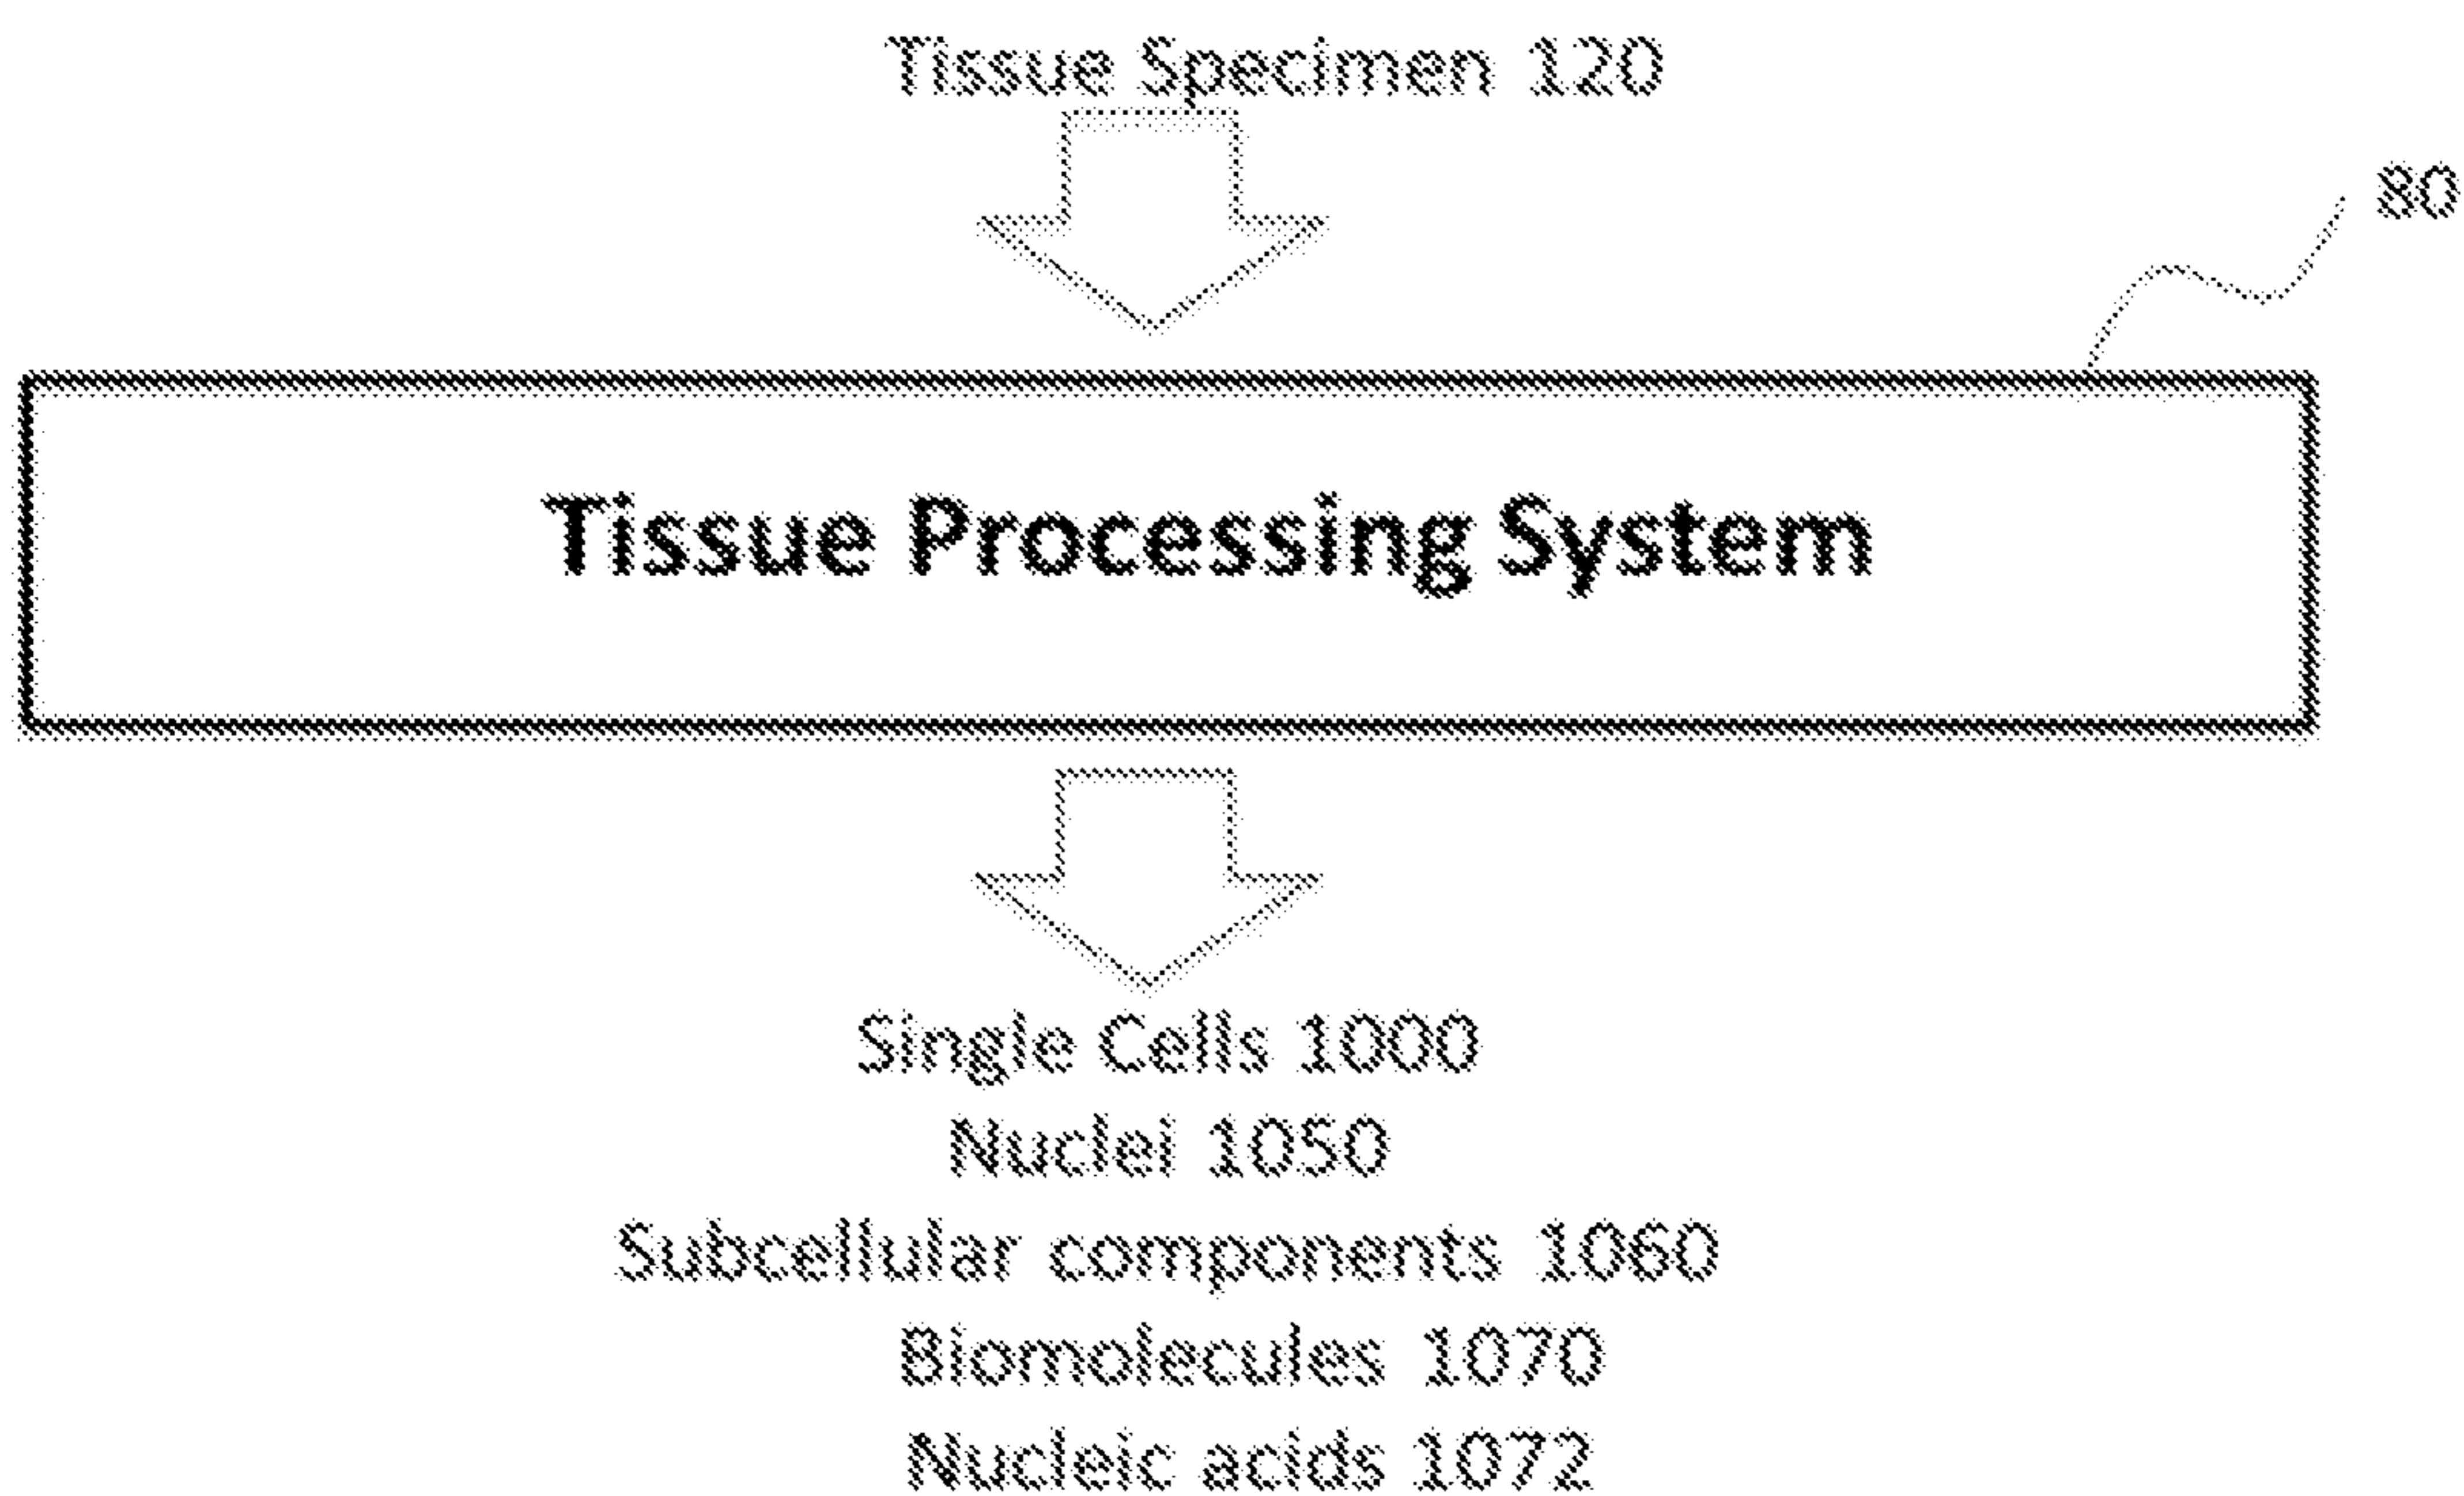 Tissue Specimen 120
80
Tissue Processing System
Single Cells 1000
Nuclei 1050
Subcellular components 1060
Biomolecules 1070
Nucleic acids 1072